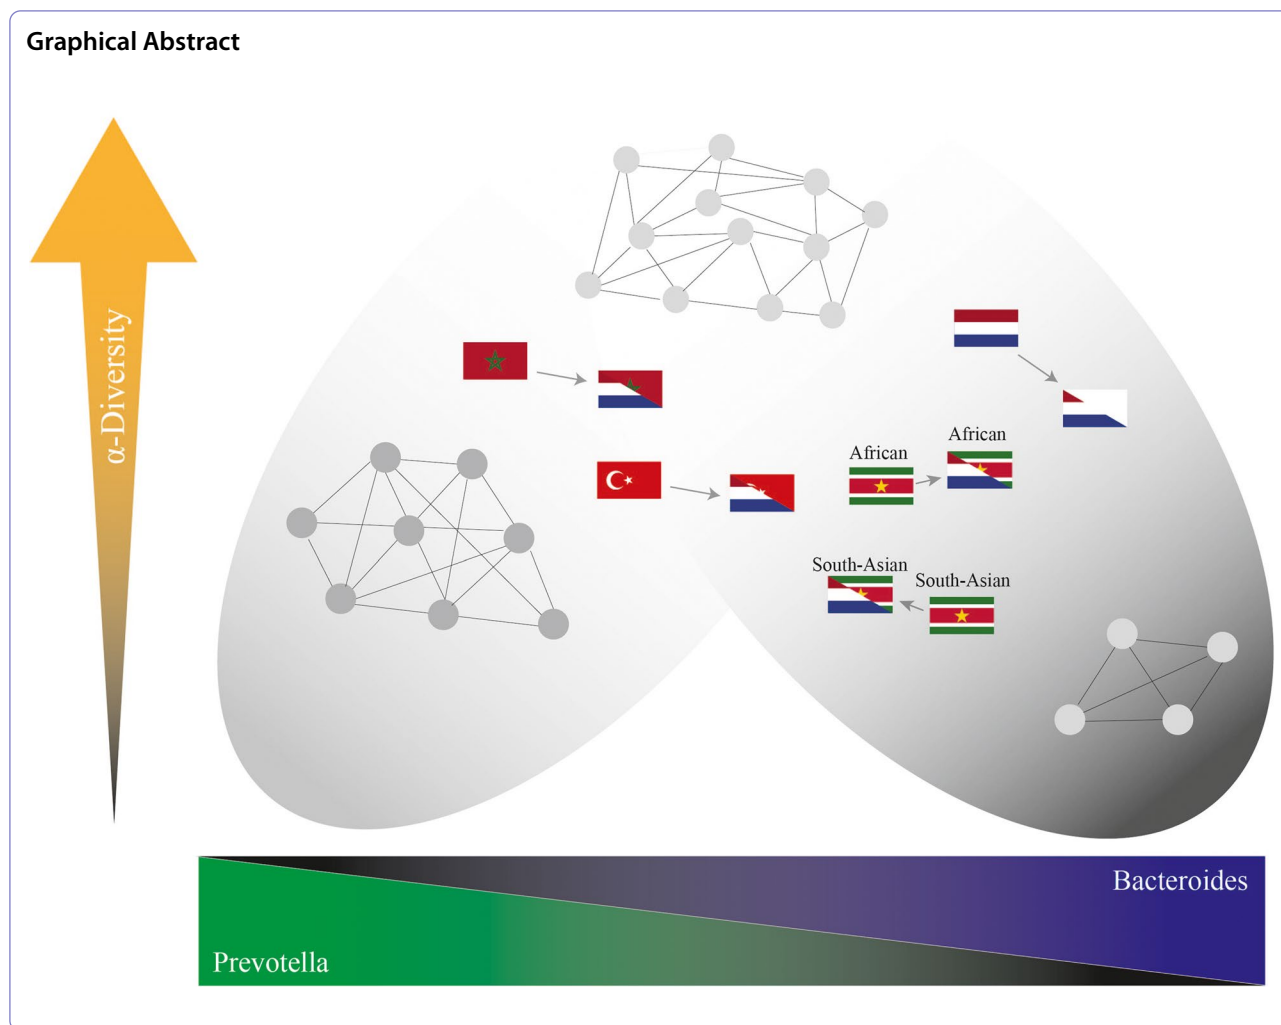 Graphical Abstract
α-Diversity
African
African
South-Asian
South-Asian
Bacteroides
Prevotella